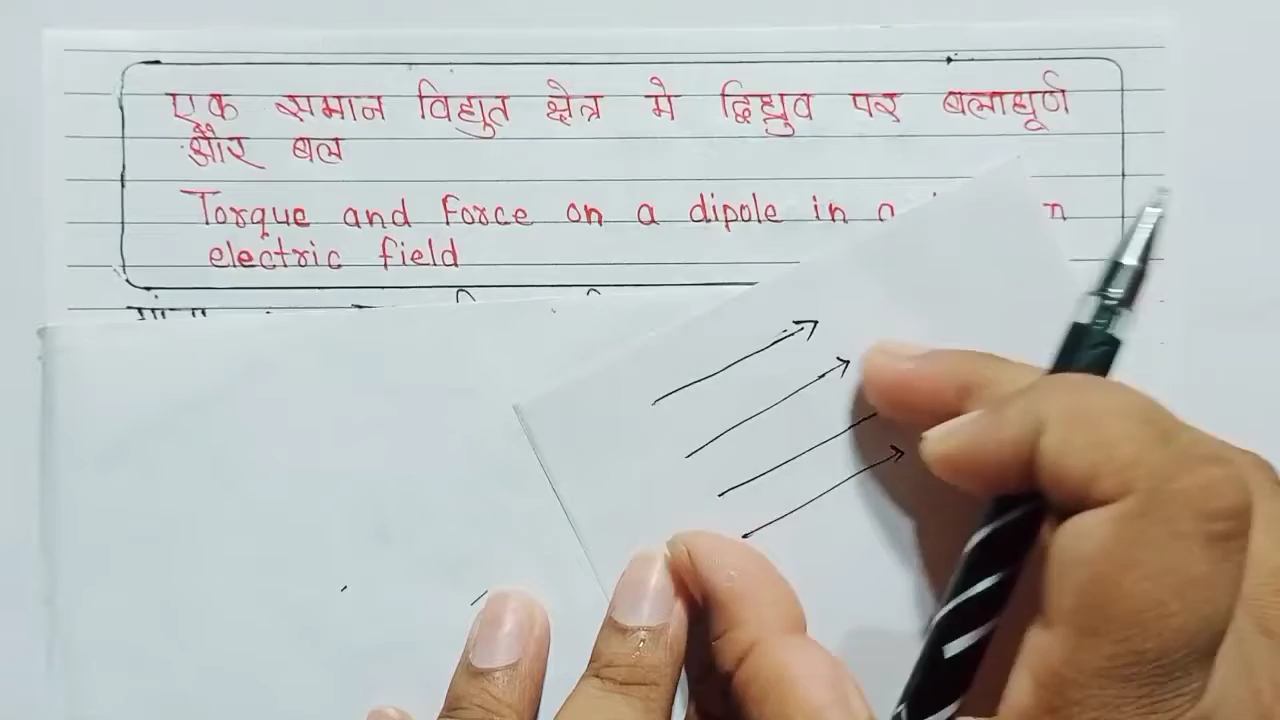 एक समान विद्युत क्षेत्र मे द्विध्रुव पर बलाघूर्ण
और बल
Torque and Force on a dipole in a
electric field